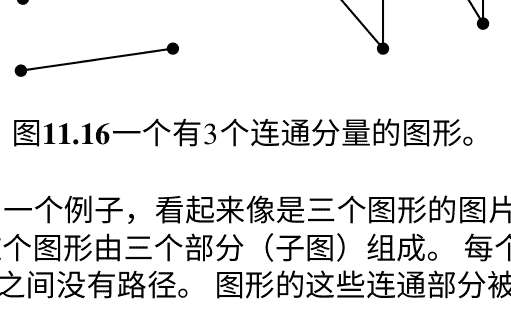 图11.16一个有3个连通分量的图形。
一个例子，看起来像是三个图形的图片
个图形由三个部分（子图）组成。 每个
之间没有路径。 图形的这些连通部分被